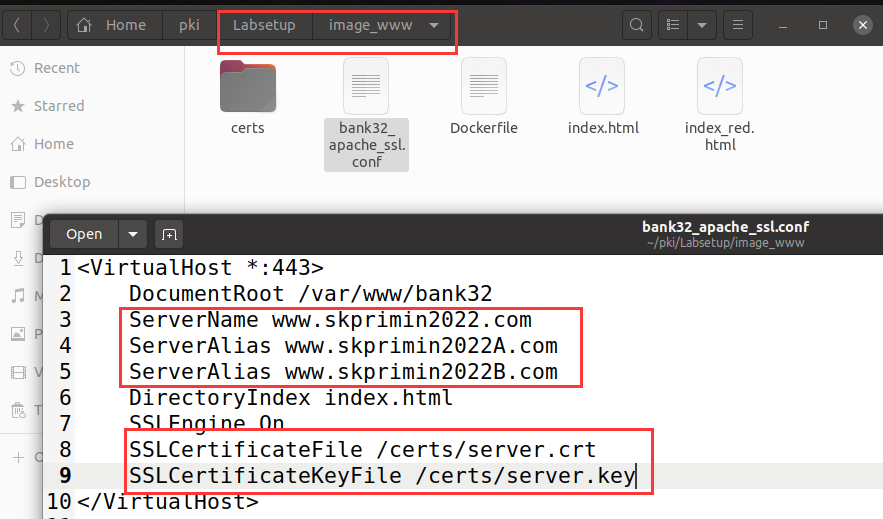 Home pki Labsetup image_www
Recent
Starred
Home
Desktop
certs
bank32_
apache_ssl.
conf
Dockerfile
index.html
index_red.
html
Open
bank32_apache_ssl.conf
~/pki/Labsetup/image_www
1 <VirtualHost *:443>
2 DocumentRoot /var/www/bank32
3 ServerName www.skprimin2022.com
4 ServerAlias www.skprimin2022A.com
5 ServerAlias www.skprimin2022B.com
6 DirectoryIndex index.html
7 SSLEngine On
8 SSLCertificateFile /certs/server.crt
9 SSLCertificateKeyFile /certs/server.key
10 </VirtualHost>